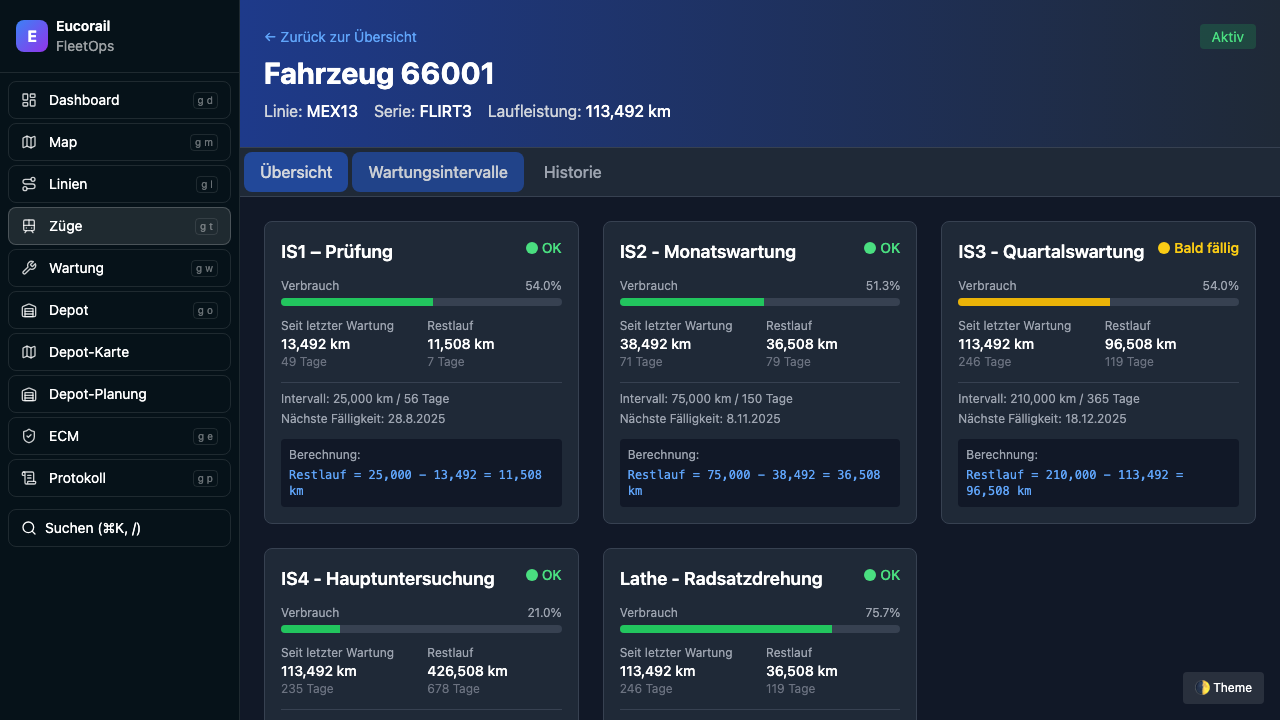 E
Eucorail
FleetOps
Dashboard g d
Map g m
Linien g l
Züge g t
Wartung g w
Depot g o
Depot-Karte
Depot-Planung
ECM g e
Protokoll g p
Suchen (⌘K, /)
← Zurück zur Übersicht
Aktiv
Fahrzeug 66001
Linie: MEX13 Serie: FLIRT3 Laufleistung: 113,492 km
Übersicht Wartungsintervalle Historie
IS1 – Prüfung OK
Verbrauch 54.0%
Seit letzter Wartung Restlauf
13,492 km 11,508 km
49 Tage 7 Tage
Intervall: 25,000 km / 56 Tage
Nächste Fälligkeit: 28.8.2025
Berechnung:
Restlauf = 25,000 − 13,492 = 11,508
km
IS2 - Monatswartung OK
Verbrauch 51.3%
Seit letzter Wartung Restlauf
38,492 km 36,508 km
71 Tage 79 Tage
Intervall: 75,000 km / 150 Tage
Nächste Fälligkeit: 8.11.2025
Berechnung:
Restlauf = 75,000 − 38,492 = 36,508
km
IS3 - Quartalswartung Bald fällig
Verbrauch 54.0%
Seit letzter Wartung Restlauf
113,492 km 96,508 km
246 Tage 119 Tage
Intervall: 210,000 km / 365 Tage
Nächste Fälligkeit: 18.12.2025
Berechnung:
Restlauf = 210,000 − 113,492 =
96,508 km
IS4 - Hauptuntersuchung OK
Verbrauch 21.0%
Seit letzter Wartung Restlauf
113,492 km 426,508 km
235 Tage 678 Tage
Lathe - Radsatzdrehung OK
Verbrauch 75.7%
Seit letzter Wartung Restlauf
113,492 km 36,508 km
246 Tage 119 Tage
Theme